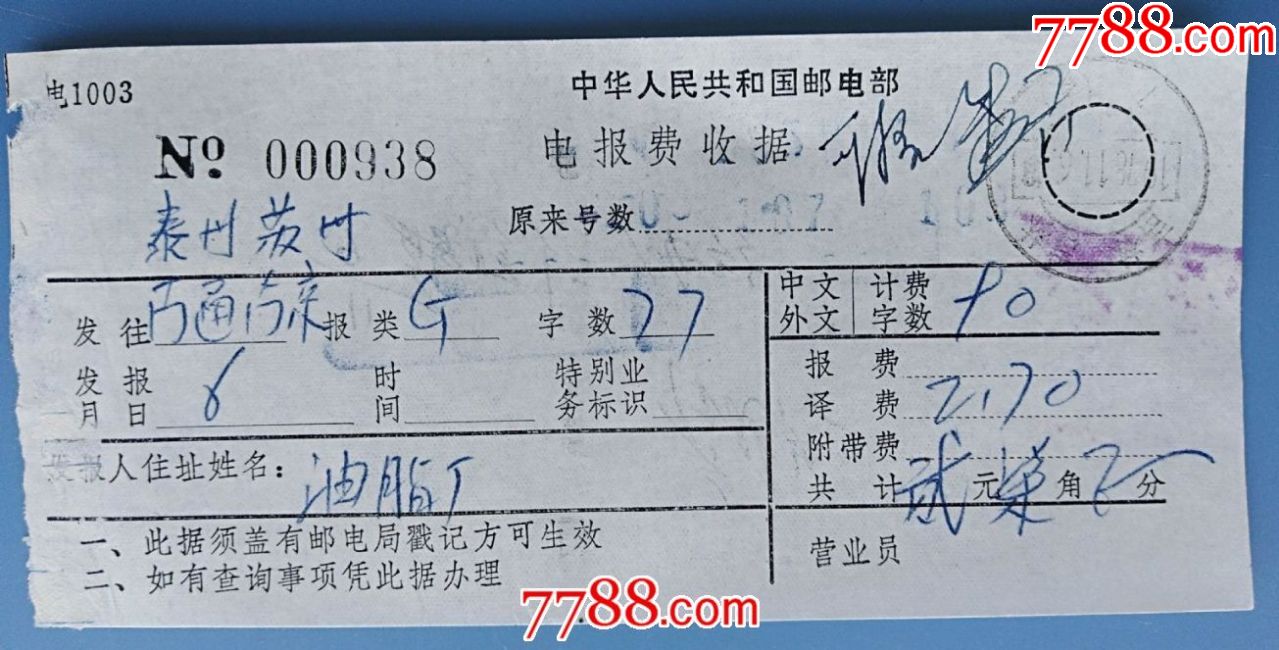 7788.com
电1003
中华人民共和国邮电部
№ 000938
电报费收据
泰州 苏州
原来号数
发往 南通 南京 报类 G 字数 27
中文 外文 计费字数 90
发报月日 6 时间 特别业务标识
报费
译费 2.70
附带费
发报人住址姓名: 油脂厂
共计 贰元柒角 分
一、此据须盖有邮电局戳记方可生效
二、如有查询事项凭此据办理
营业员
7788.com